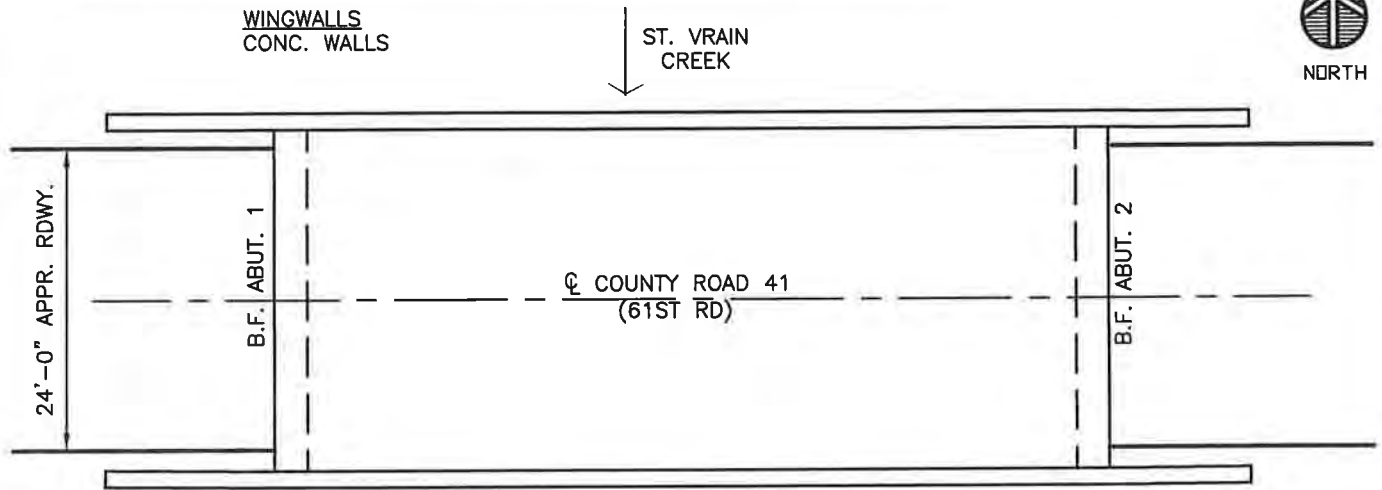 WINGWALLS
CONC. WALLS
ST. VRAIN
CREEK
NORTH
24'-0" APPR. RDWY.
B.F. ABUT. 1
℄ COUNTY ROAD 41
(61ST RD)
B.F. ABUT. 2